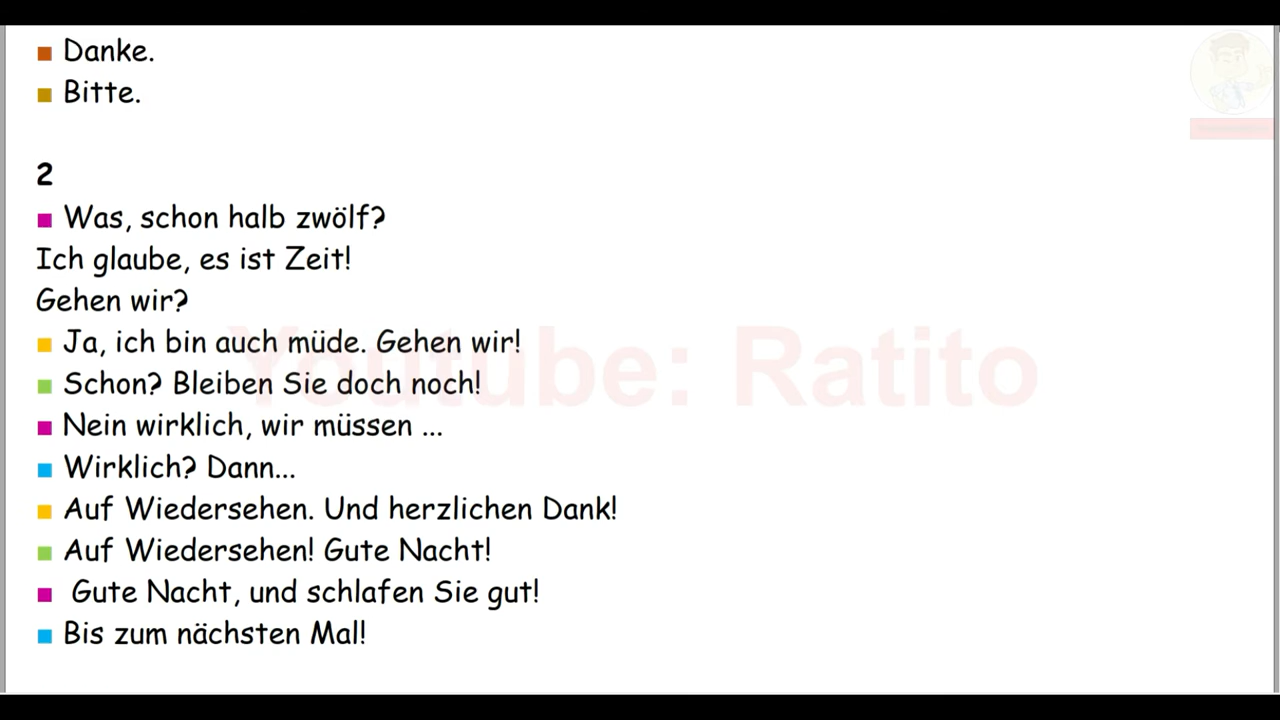 Danke.
Bitte.
2
Was, schon halb zwölf?
Ich glaube, es ist Zeit!
Gehen wir?
Ja, ich bin auch müde. Gehen wir!
Schon? Bleiben Sie doch noch!
Nein wirklich, wir müssen ...
Wirklich? Dann...
Auf Wiedersehen. Und herzlichen Dank!
Auf Wiedersehen! Gute Nacht!
Gute Nacht, und schlafen Sie gut!
Bis zum nächsten Mal!
Youtube: Ratito